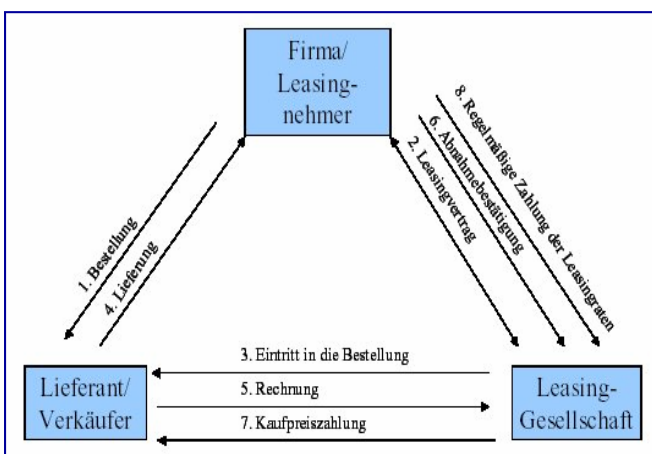 Firma/
Leasing-
nehmer
1. Bestellung
4. Lieferung
2. Leasingvertrag
6. Abnahmebestätigung
8. Regelmäßige Zahlung der Leasingraten
3. Eintritt in die Bestellung
5. Rechnung
7. Kaufpreiszahlung
Lieferant/
Verkäufer
Leasing-
Gesellschaft